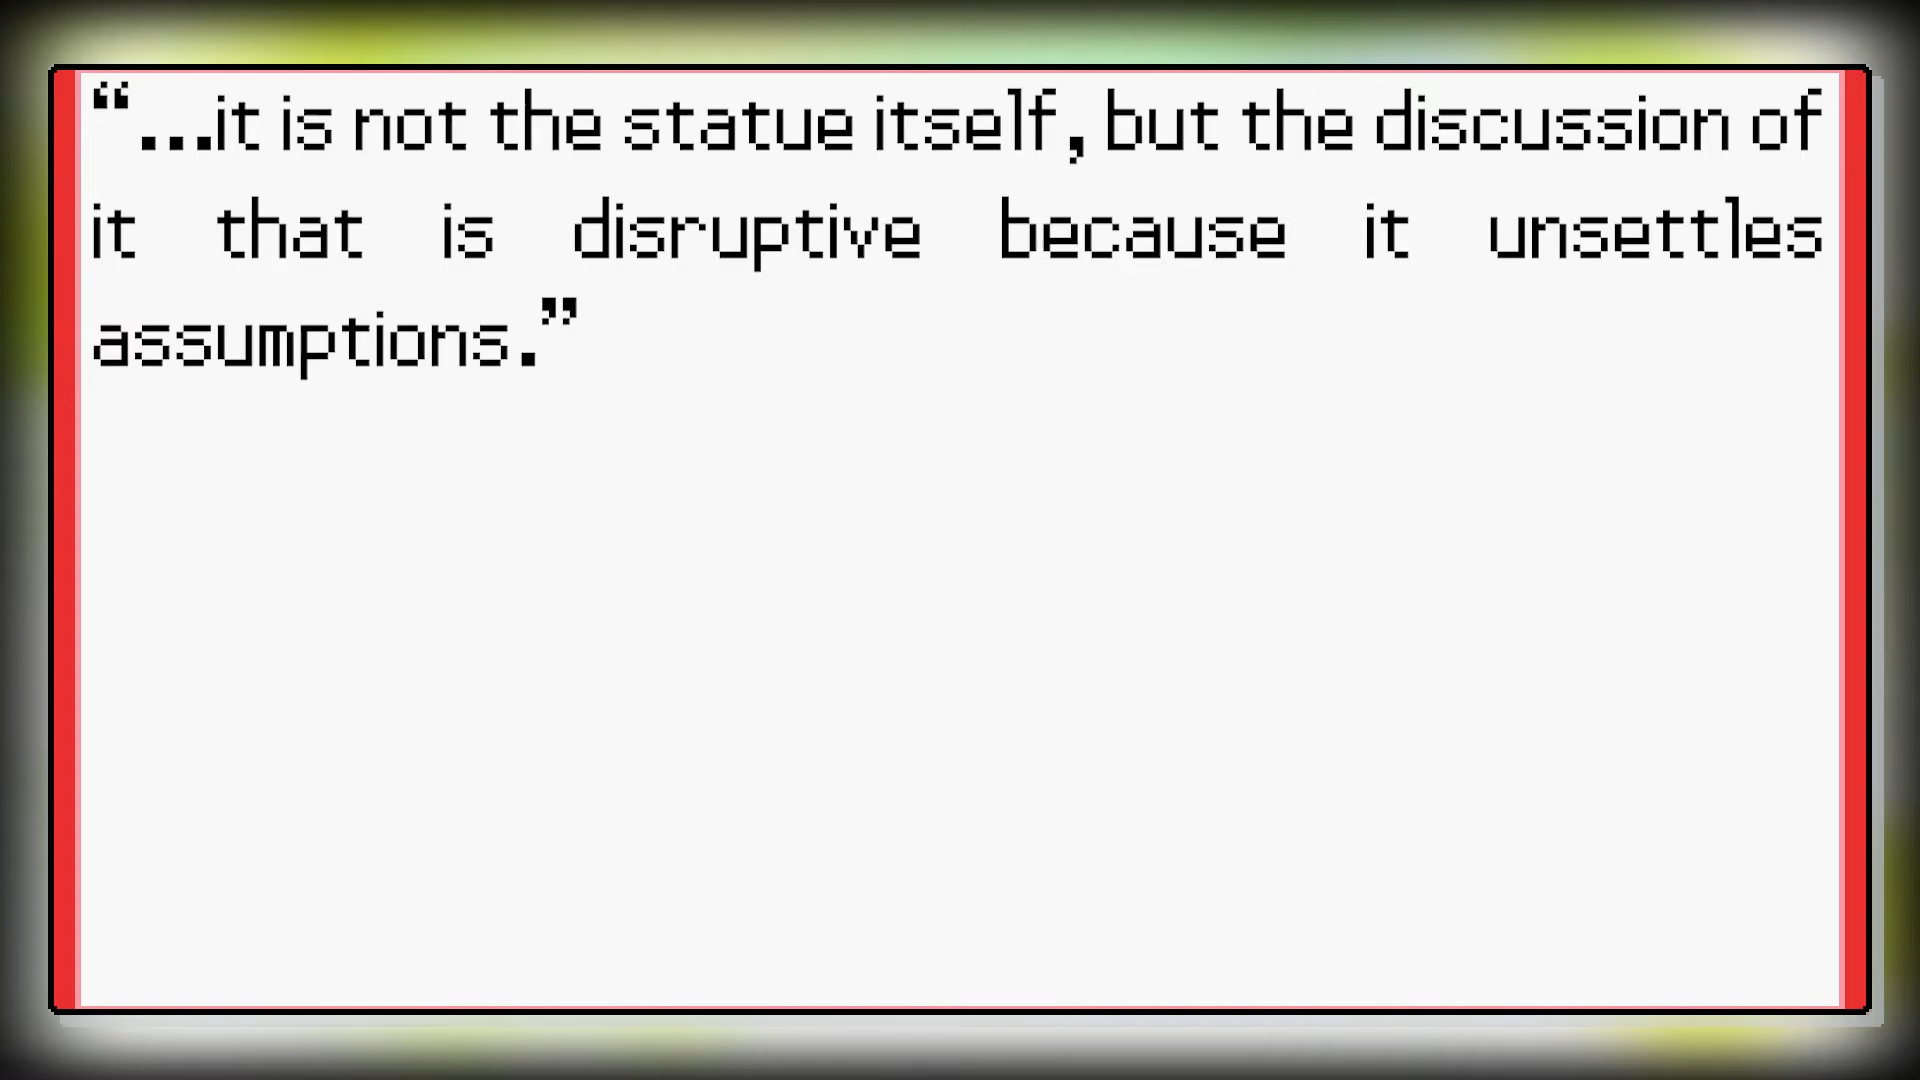 “...it is not the statue itself, but the discussion of
it that is disruptive because it unsettles
assumptions.”